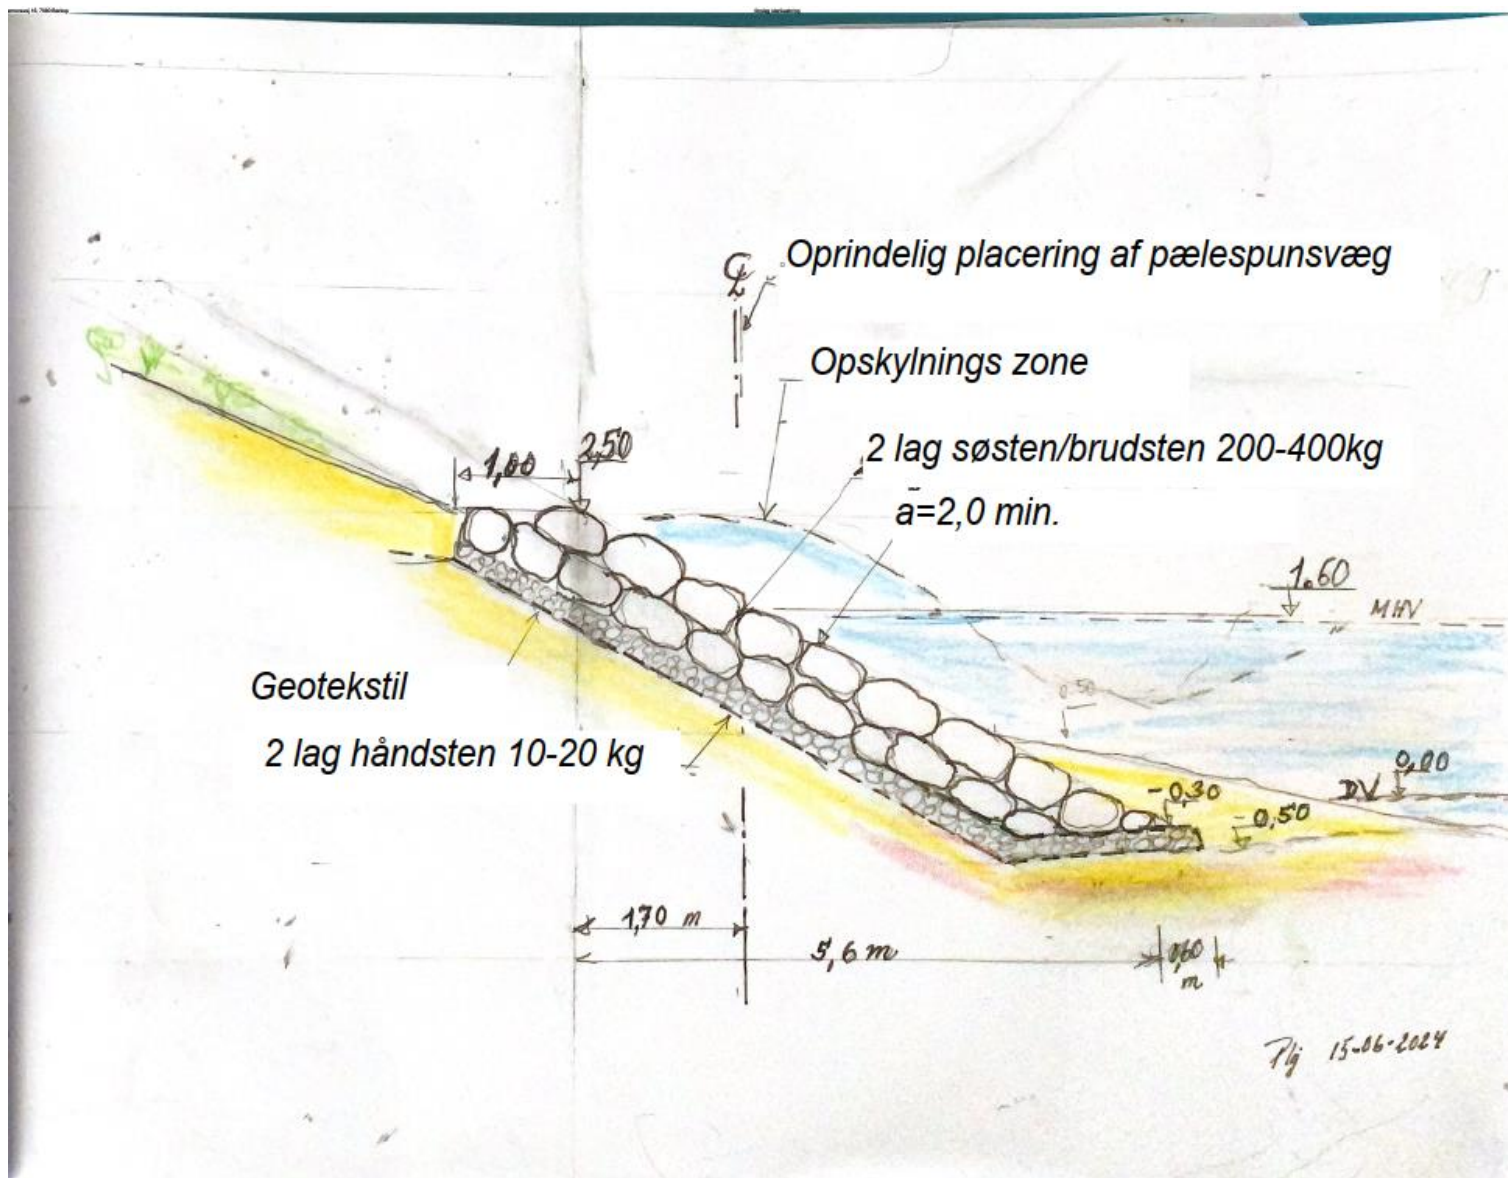 Oprindelig placering af pælespunsvæg
Opskylnings zone
2,50
1,00
2 lag søsten/brudsten 200-400kg
a=2,0 min.
1.60
MHV
Geotekstil
0,50
2 lag håndsten 10-20 kg
0,00
DV
-0,30
-0,50
1,70 m
5,6 m
0,60
m
15-06-2024